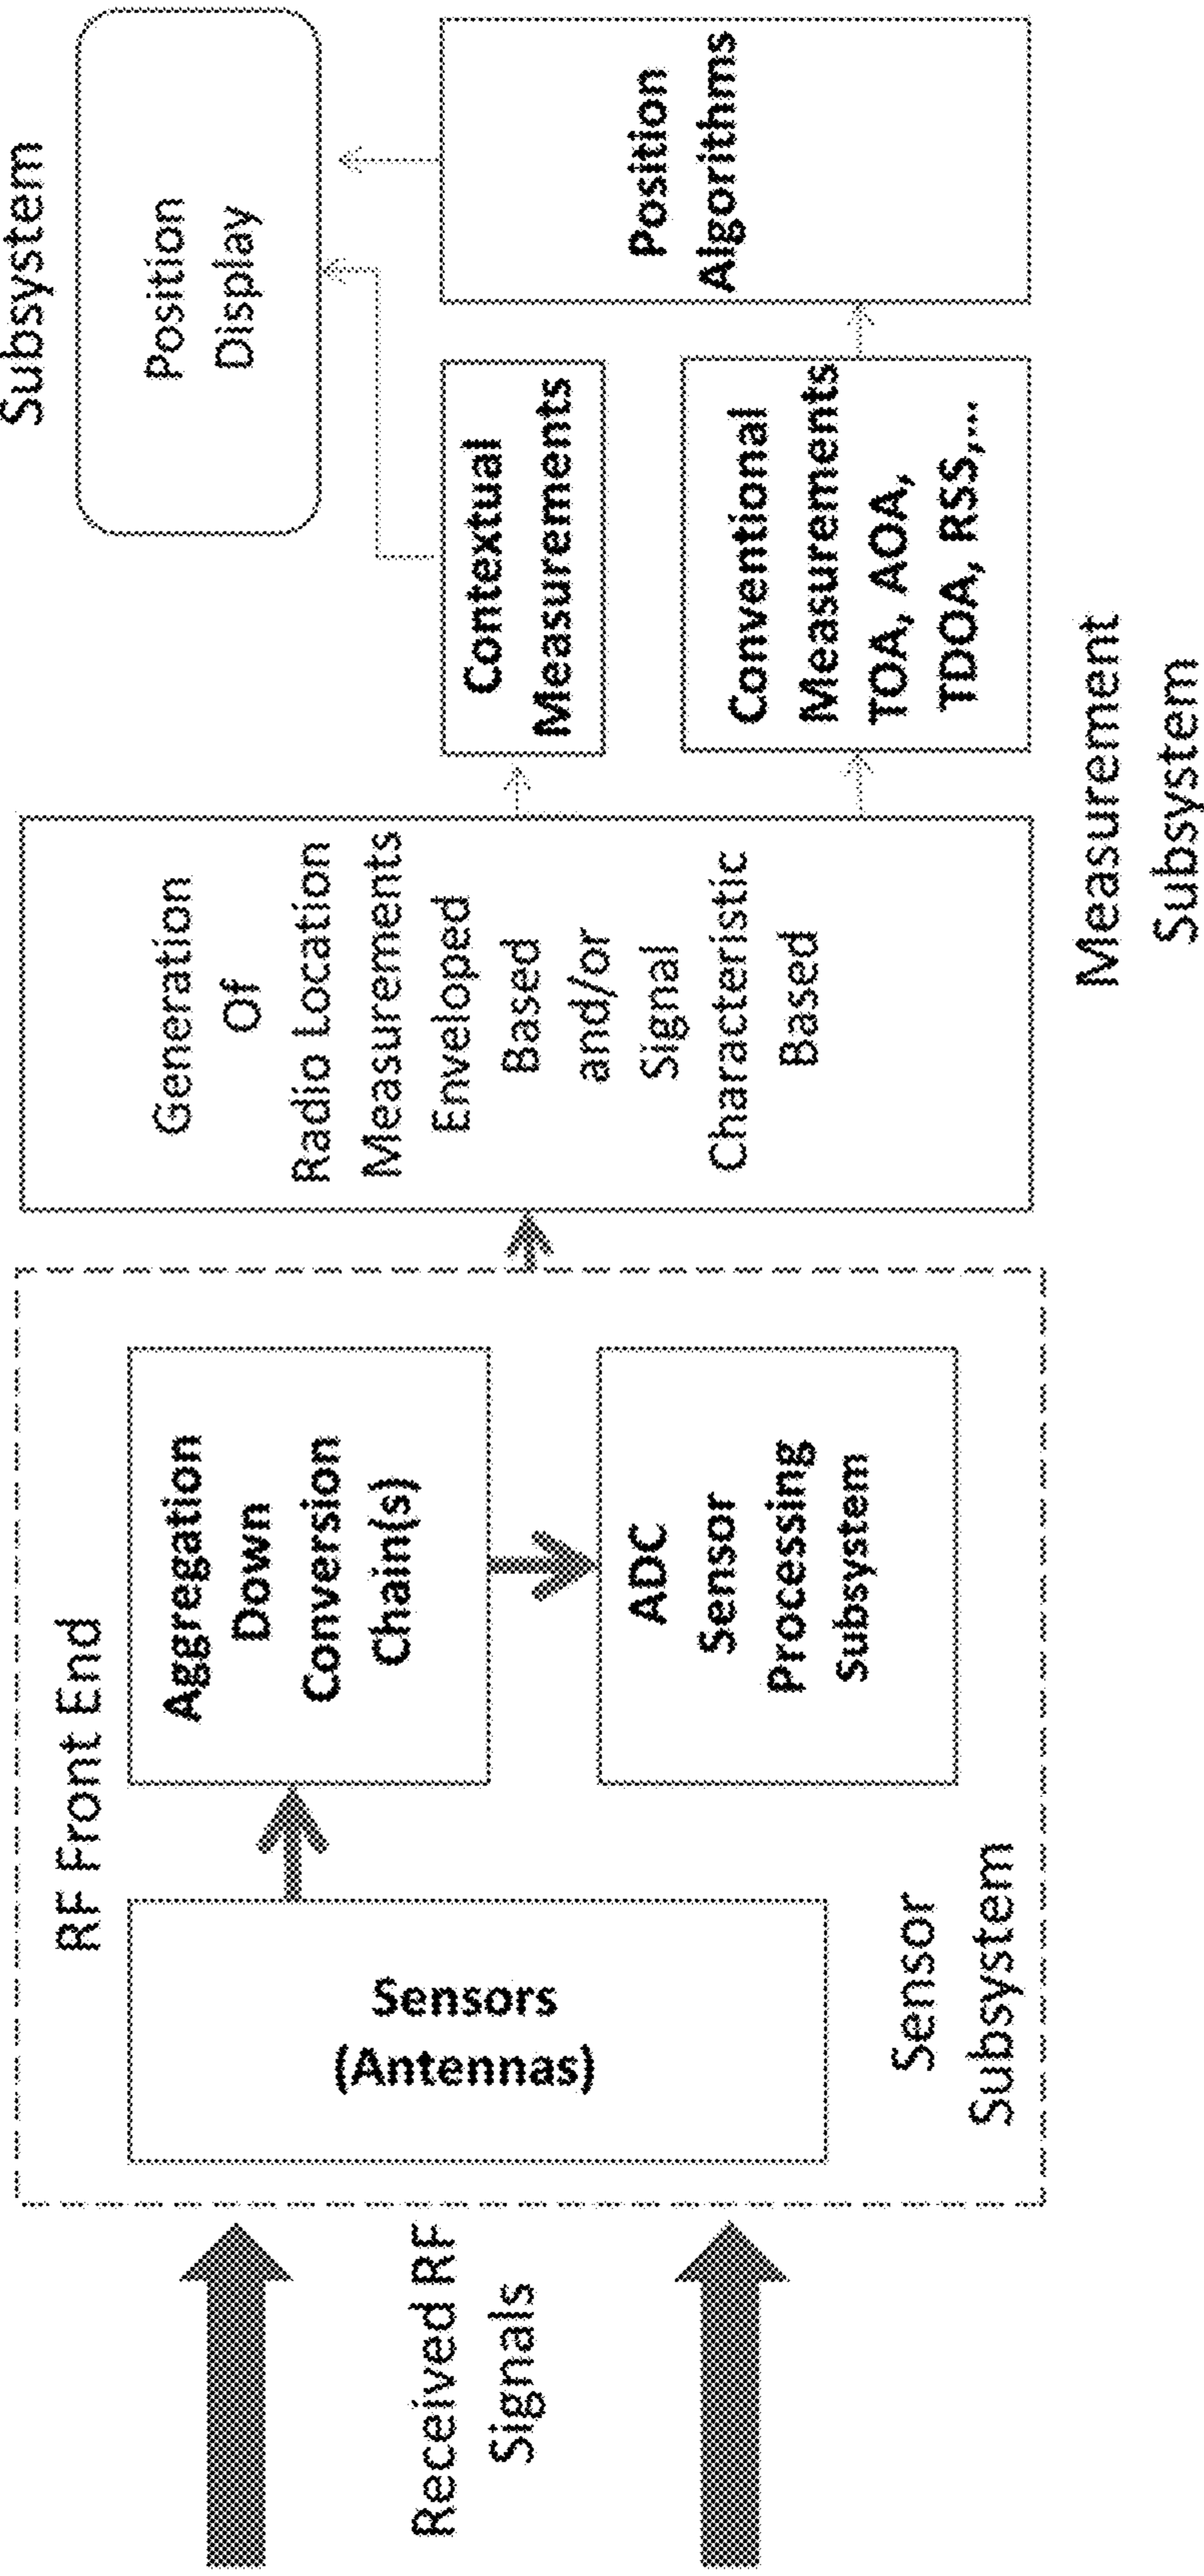 Received RF
Signals
RF Front End
Sensors
(Antennas)
Aggregation
Down
Conversion
Chain(s)
ADC
Sensor
Processing
Subsystem
Sensor
Subsystem
Generation
Of
Radio Location
Measurements
Enveloped
Based
and/or
Signal
Characteristic
Based
Contextual
Measurements
Conventional
Measurements
TOA, AOA,
TDOA, RSS,...
Measurement
Subsystem
Subsystem
Position
Display
Position
Algorithms